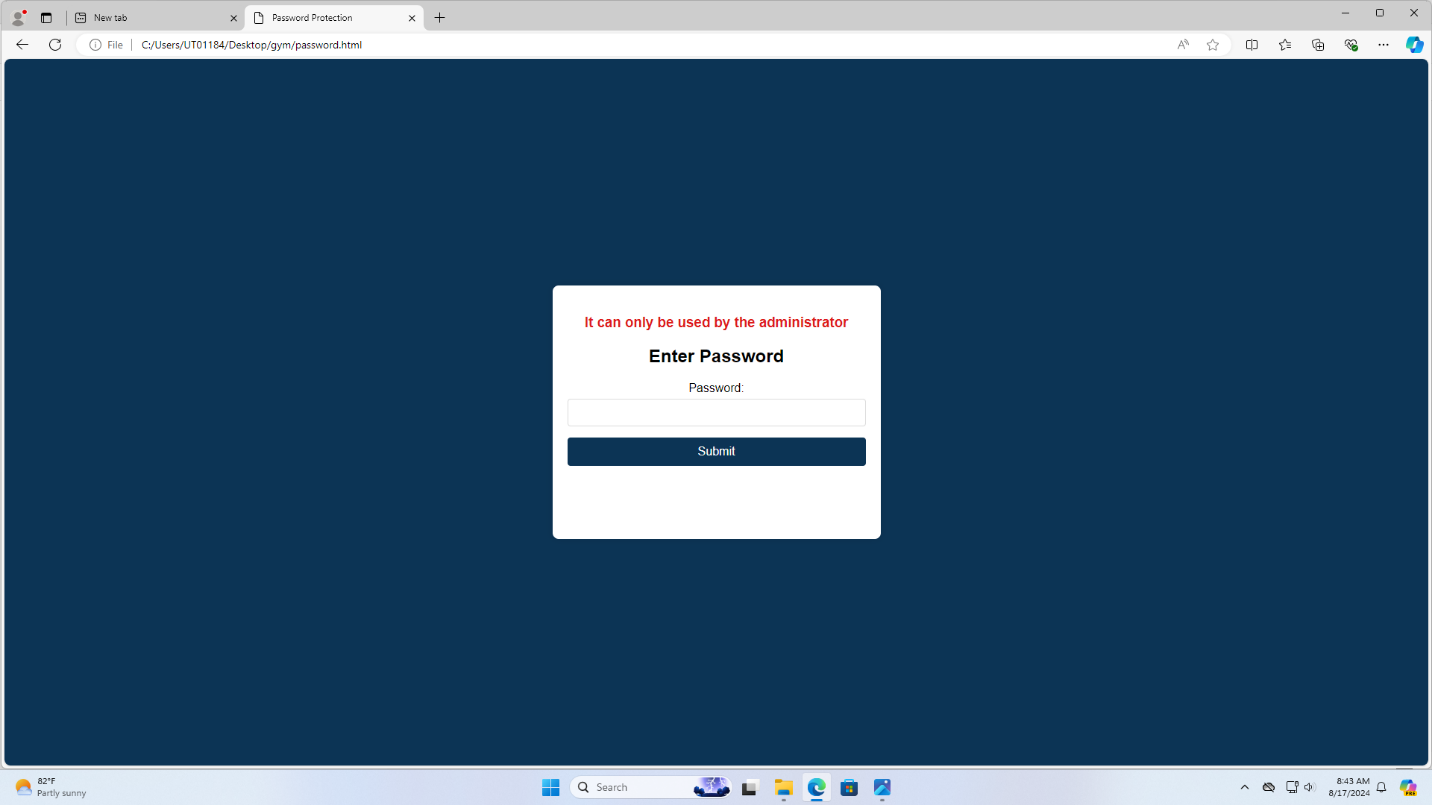 New tab
Password Protection
File
C:/Users/UT01184/Desktop/gym/password.html
It can only be used by the administrator
Enter Password
Password:
Submit
82°F
Partly sunny
Search
8:43 AM
8/17/2024